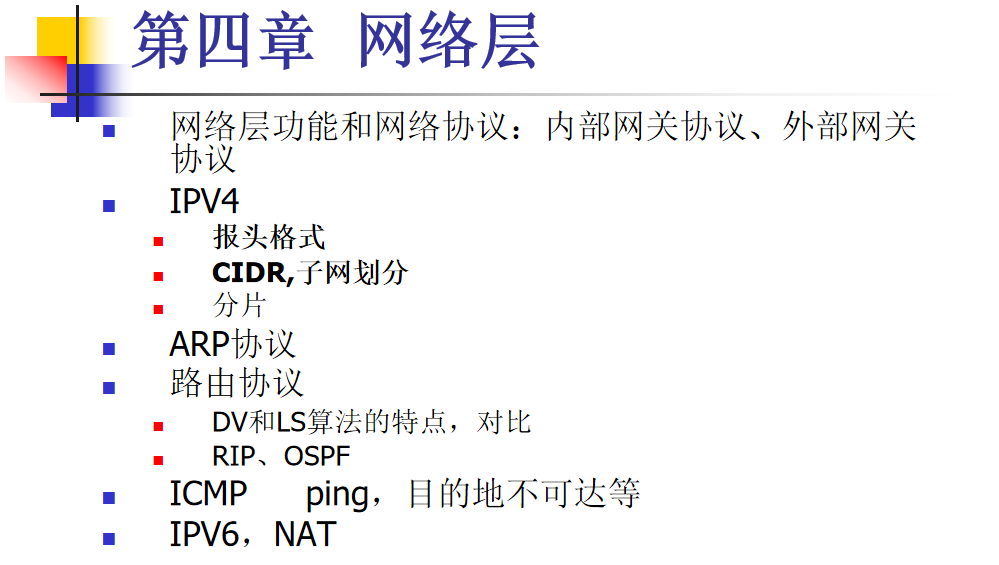 第四章 网络层
网络层功能和网络协议：内部网关协议、外部网关
协议
IPV4
报头格式
CIDR,子网划分
分片
ARP协议
路由协议
DV和LS算法的特点，对比
RIP、OSPF
ICMP ping，目的地不可达等
IPV6，NAT